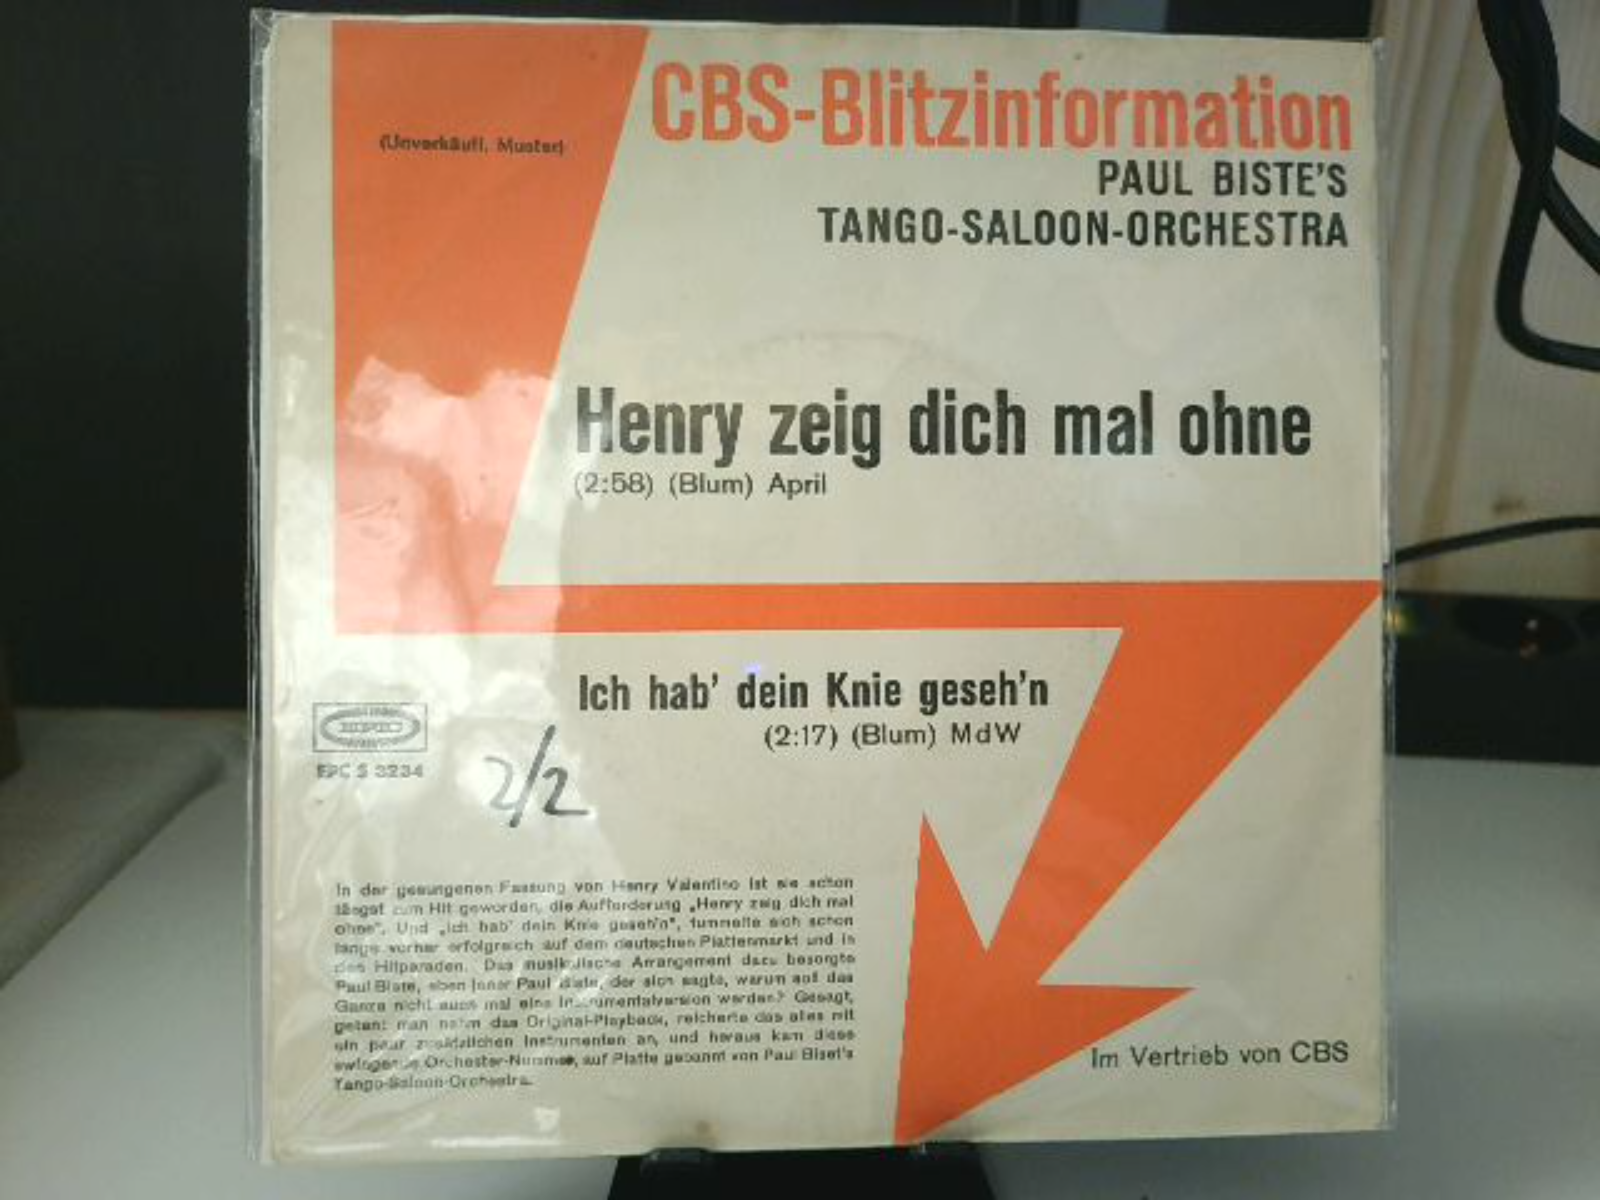 CBS-Blitzinformation
(Unverkäufl. Muster)
PAUL BISTE'S
TANGO-SALOON-ORCHESTRA
Henry zeig dich mal ohne
(2:58) (Blum) April
Ich hab' dein Knie geseh'n
(2:17) (Blum) MdW
EPIC
EPC S 3234
2/2
In der gesungenen Fassung von Henry Valentino ist sie schon
längst zum Hit geworden, die Aufforderung „Henry zeig dich mal
ohne". Und „ich hab' dein Knie geseh'n", tummelte sich schon
lange vorher erfolgreich auf dem deutschen Plattenmarkt und in
den Hitparaden. Das musikalische Arrangement dazu besorgte
Paul Biste, eben jener Paul Biste, der sich sagte, warum soll das
Ganze nicht auch mal eine Instrumentalversion werden? Gesagt,
getan: man nahm das Original-Playback, reicherte das alles mit
ein paar zusätzlichen Instrumenten an, und heraus kam diese
swingende Orchester-Nummer, auf Platte gebannt von Paul Biset's
Tango-Saloon-Orchestra.
Im Vertrieb von CBS